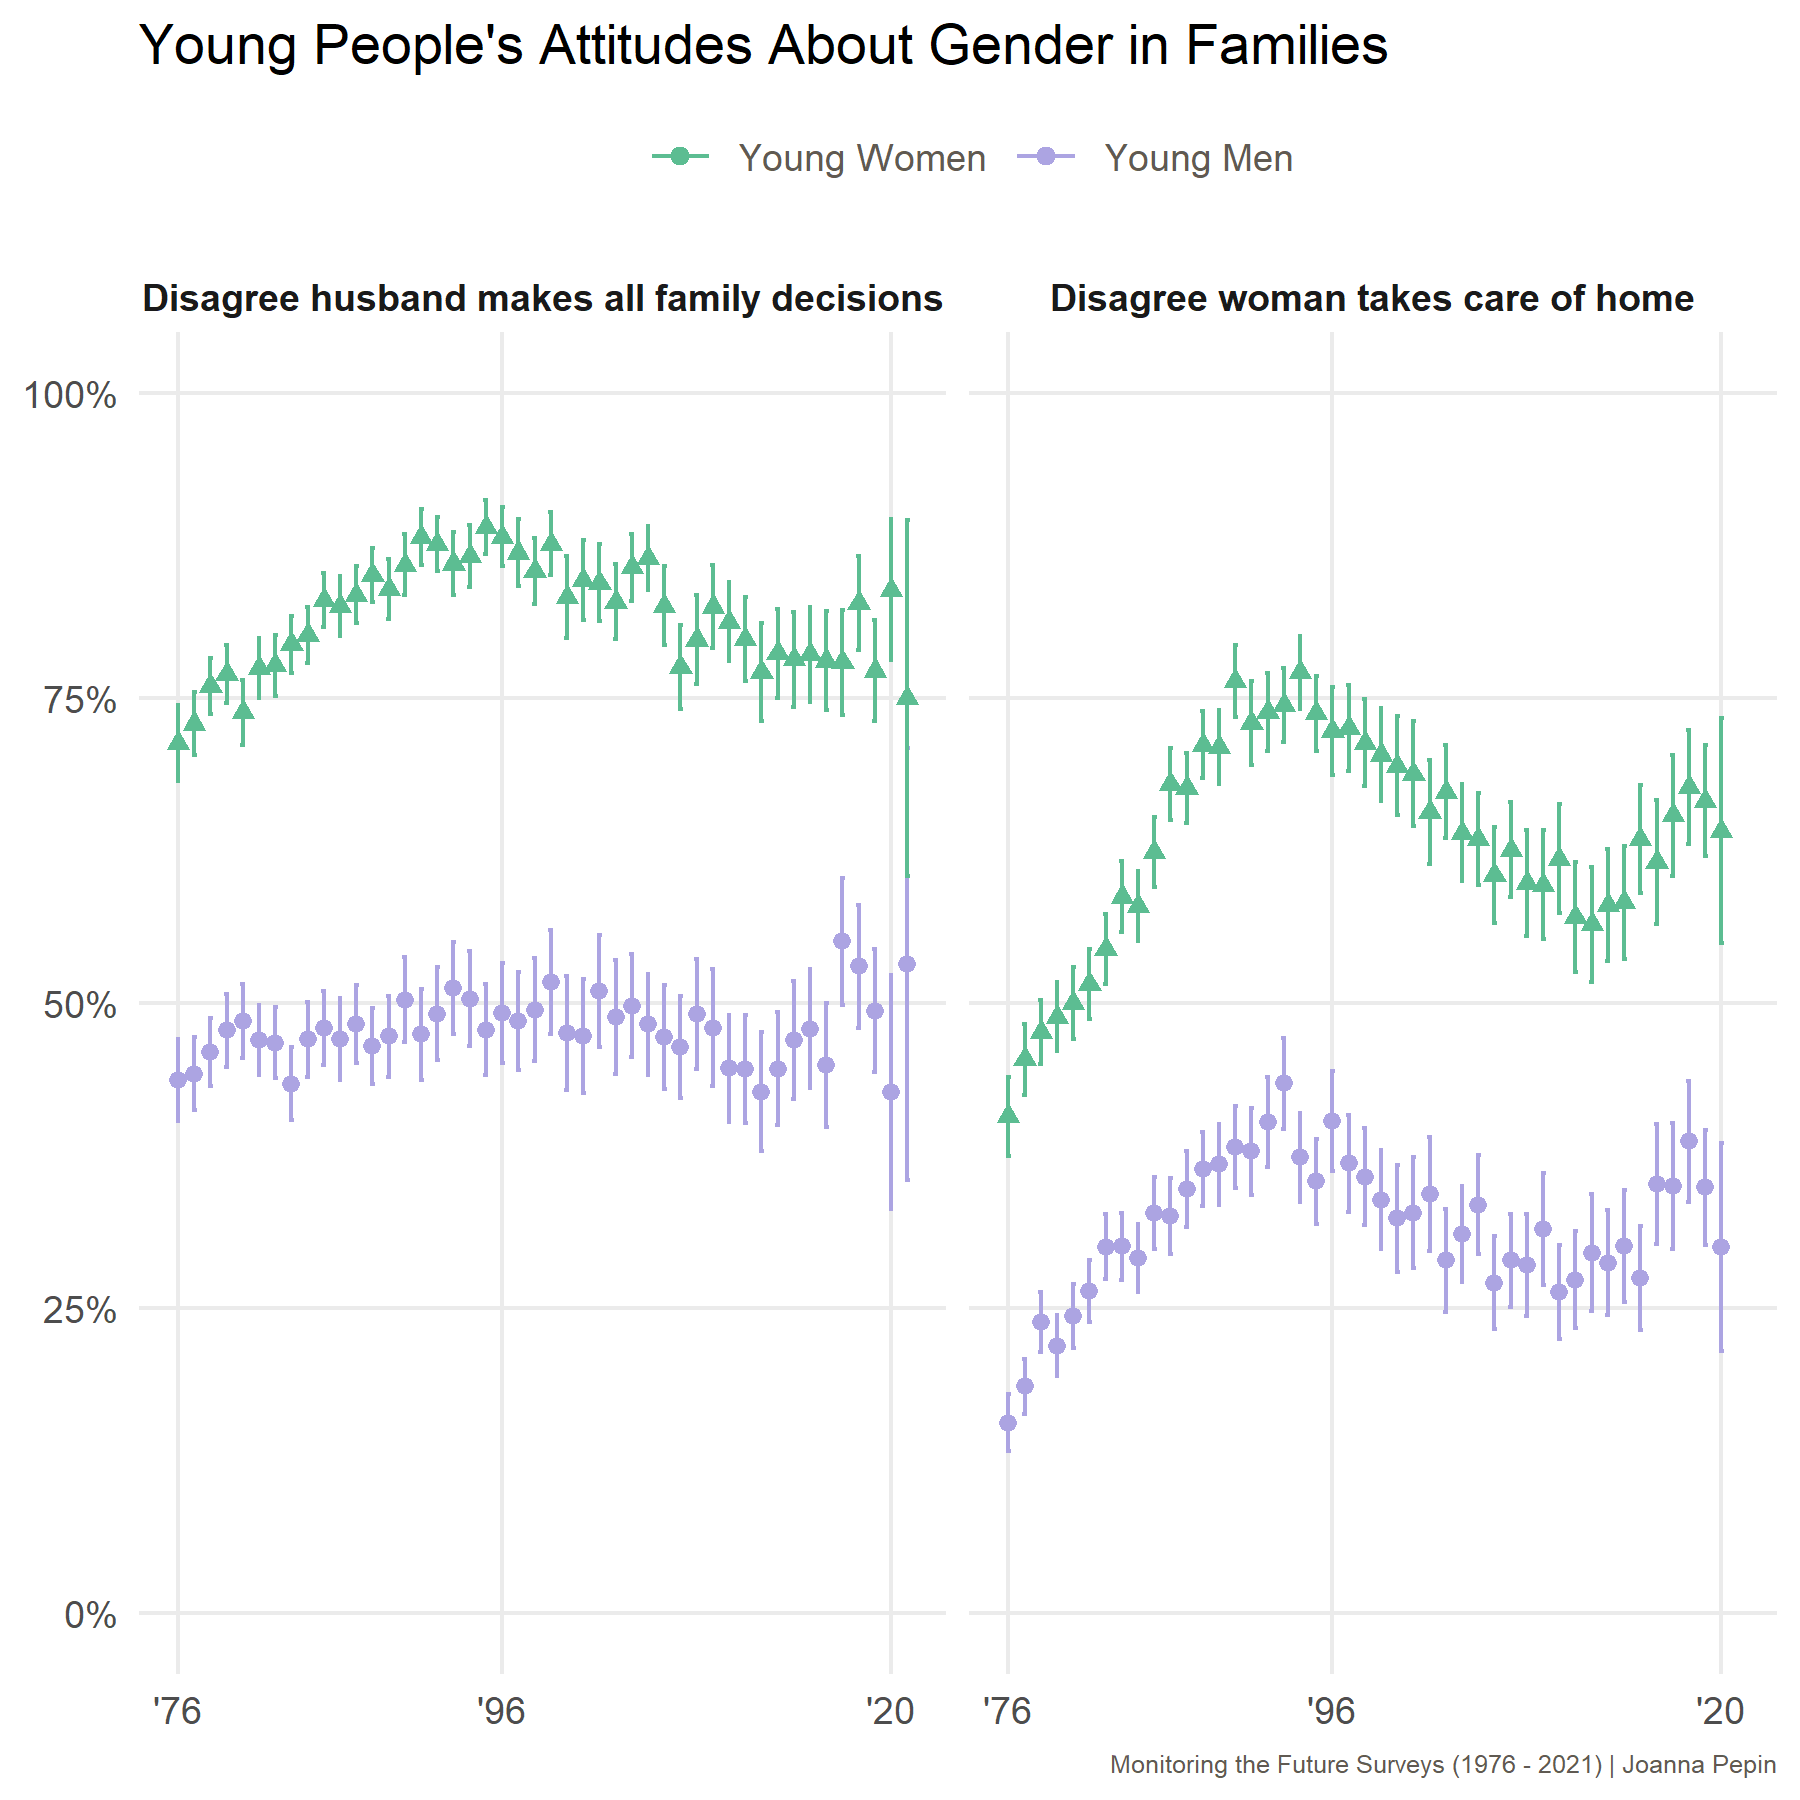 Young People's Attitudes About Gender in Families
Young Women
Young Men
Disagree husband makes all family decisions
Disagree woman takes care of home
100%
75%
50%
25%
0%
'76
'96
'20
'76
'96
'20
Monitoring the Future Surveys (1976 - 2021) | Joanna Pepin